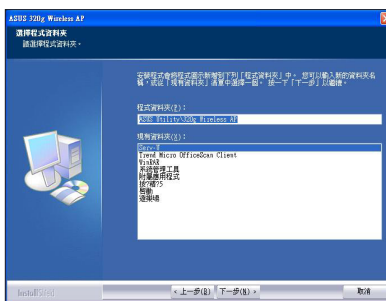 ASUS 320g Wireless AP
選擇程式資料夾
請選擇程式資料夾。
安裝程式會將程式圖示新增到下列「程式資料夾」中。 您可以輸入新的資料夾名
稱，或從「現有資料夾」清單中選擇一個。 按一下「下一步」以繼續。
程式資料夾(P)：
ASUS Utility\320g Wireless AP
現有資料夾(X)：
Serv-U
Trend Micro OfficeScan Client
WinRAR
系統管理工具
附屬應用程式
啟動
遊樂場
InstallShield
< 上一步(B)
下一步(N) >
取消